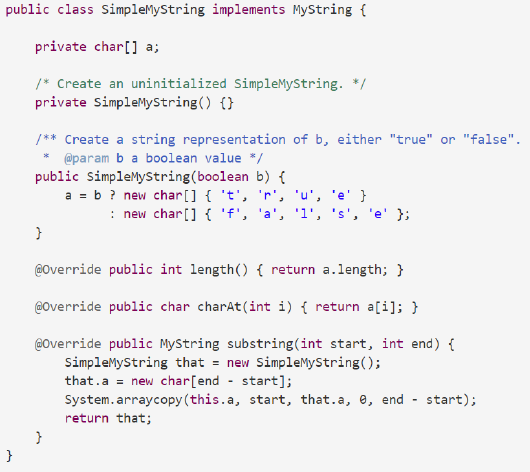 public class SimpleMyString implements MyString {
    private char[] a;
    /* Create an uninitialized SimpleMyString. */
    private SimpleMyString() {}
    /** Create a string representation of b, either "true" or "false".
     *  @param b a boolean value */
    public SimpleMyString(boolean b) {
        a = b ? new char[] { 't', 'r', 'u', 'e' }
              : new char[] { 'f', 'a', 'l', 's', 'e' };
    }
    @Override public int length() { return a.length; }
    @Override public char charAt(int i) { return a[i]; }
    @Override public MyString substring(int start, int end) {
        SimpleMyString that = new SimpleMyString();
        that.a = new char[end - start];
        System.arraycopy(this.a, start, that.a, 0, end - start);
        return that;
    }
}